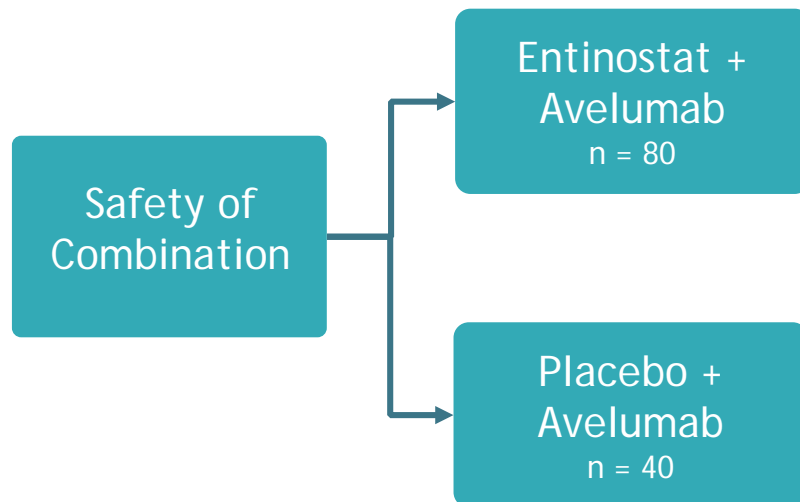 Safety of
Combination
Entinostat +
Avelumab
n = 80
Placebo +
Avelumab
n = 40